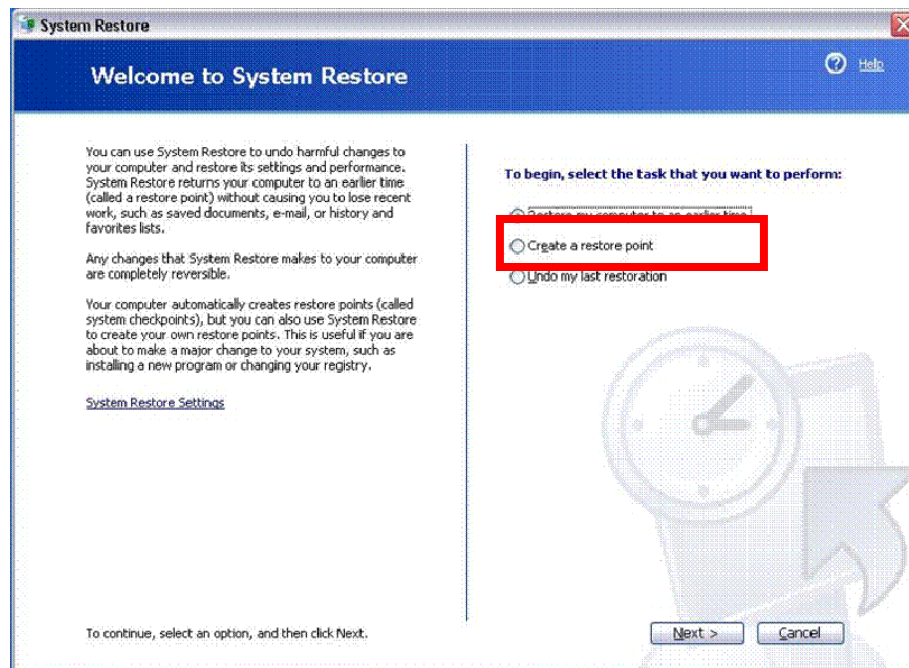 System Restore
Welcome to System Restore
Help
You can use System Restore to undo harmful changes to
your computer and restore its settings and performance.
System Restore returns your computer to an earlier time
(called a restore point) without causing you to lose recent
work, such as saved documents, e-mail, or history and
favorites lists.
Any changes that System Restore makes to your computer
are completely reversible.
Your computer automatically creates restore points (called
system checkpoints), but you can also use System Restore
to create your own restore points. This is useful if you are
about to make a major change to your system, such as
installing a new program or changing your registry.
System Restore Settings
To begin, select the task that you want to perform:
Restore my computer to an earlier time
Create a restore point
Undo my last restoration
To continue, select an option, and then click Next.
Next >
Cancel